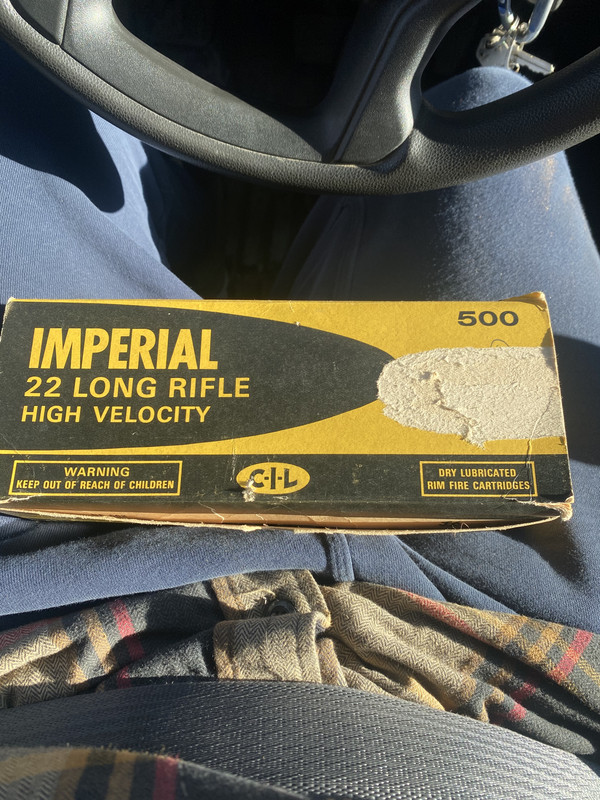 500
IMPERIAL
22 LONG RIFLE
HIGH VELOCITY
WARNING
KEEP OUT OF REACH OF CHILDREN
C-I-L
DRY LUBRICATED
RIM FIRE CARTRIDGES